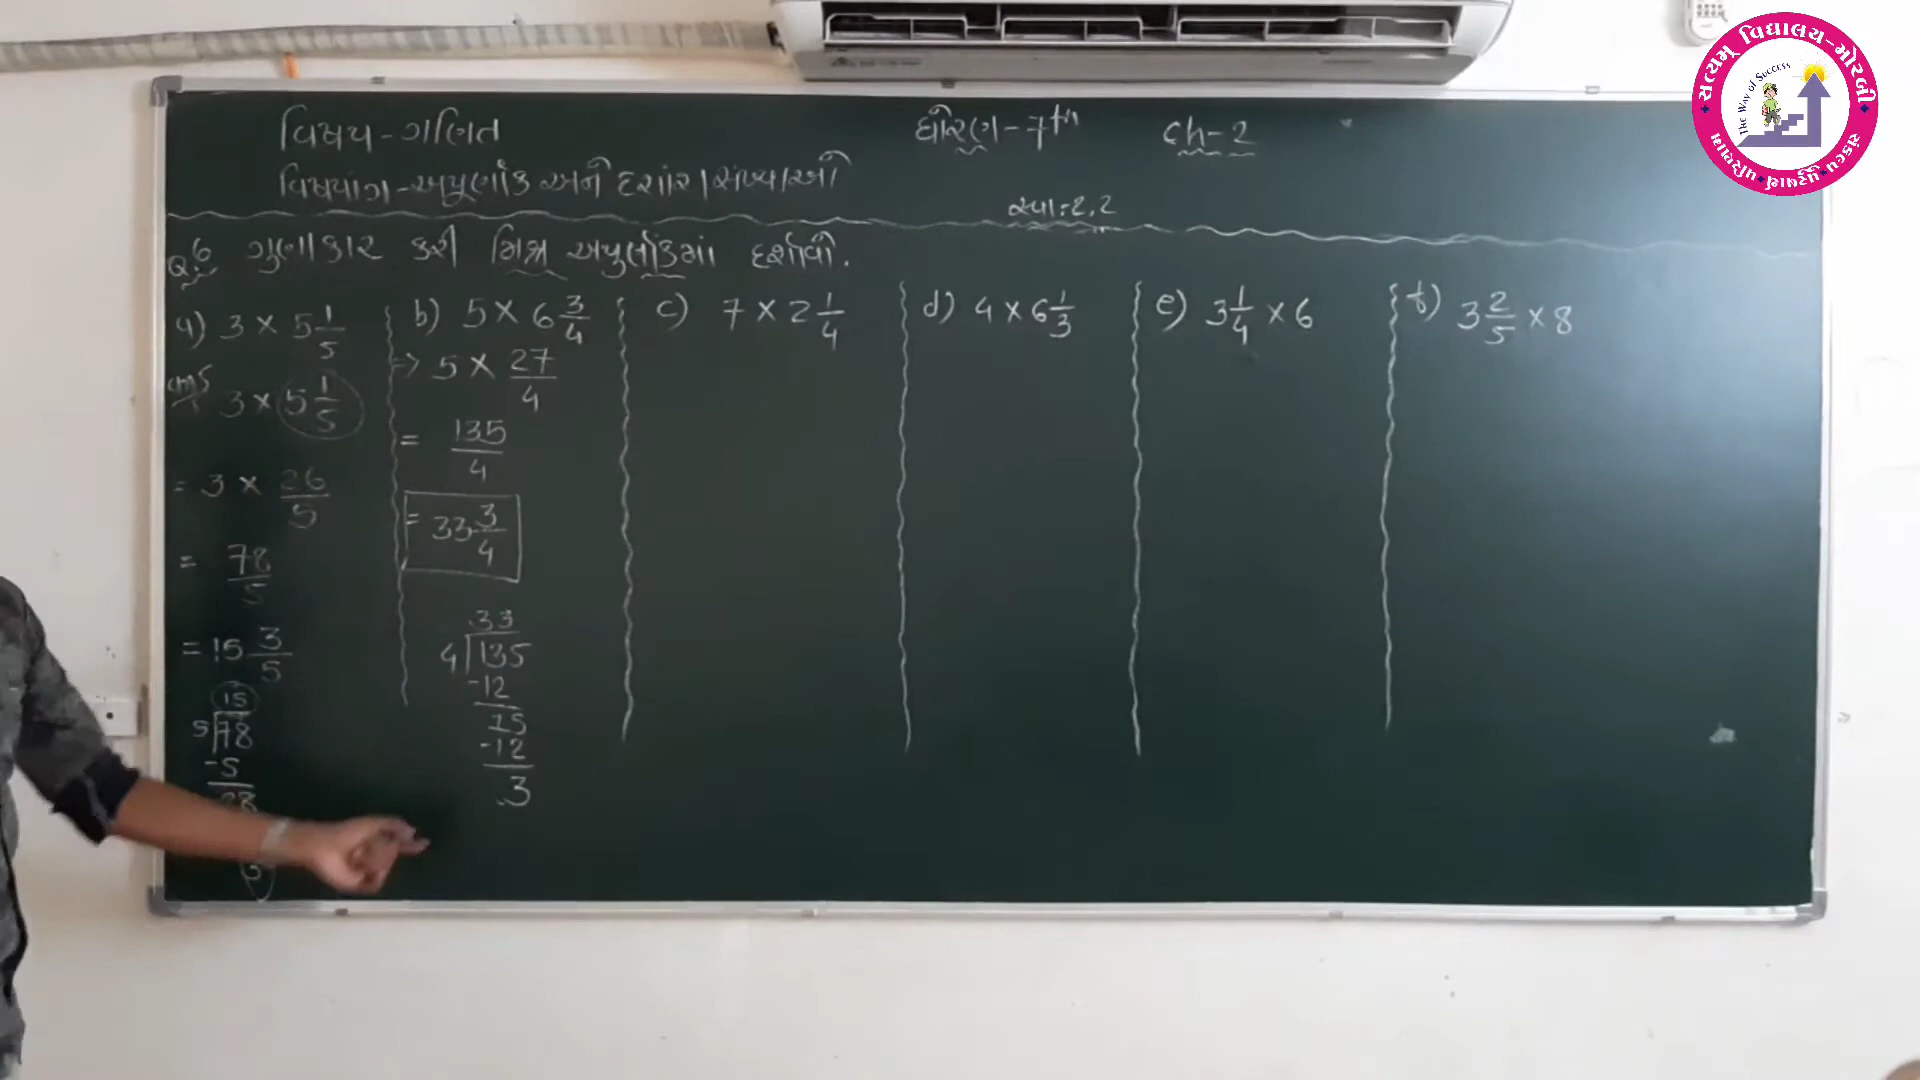 વિષય - ગણિત
ધોરણ - 7th
ch - 2
વિષયાંગ - અપૂર્ણાંક અને દશાંશ સંખ્યાઓ
સ્વા : 2.2
Q.6 ગુણાકાર કરી મિશ્ર અપુર્ણાંકમાં દર્શાવો.
a) 3 × 5 1/5
ans 3 × 5 1/5
= 3 × 26/5
= 78/5
= 15 3/5
15
5 78
-5
28
b) 5 × 6 3/4
=> 5 × 27/4
= 135/4
= 33 3/4
33
4 135
-12
15
-12
3
c) 7 × 2 1/4
d) 4 × 6 1/3
e) 3 1/4 × 6
f) 3 2/5 × 8
સત્યમ્ વિદ્યાલય-મોરબી
The Way of Success
સંકલ્પ પુરુષાર્થ પરિણામ